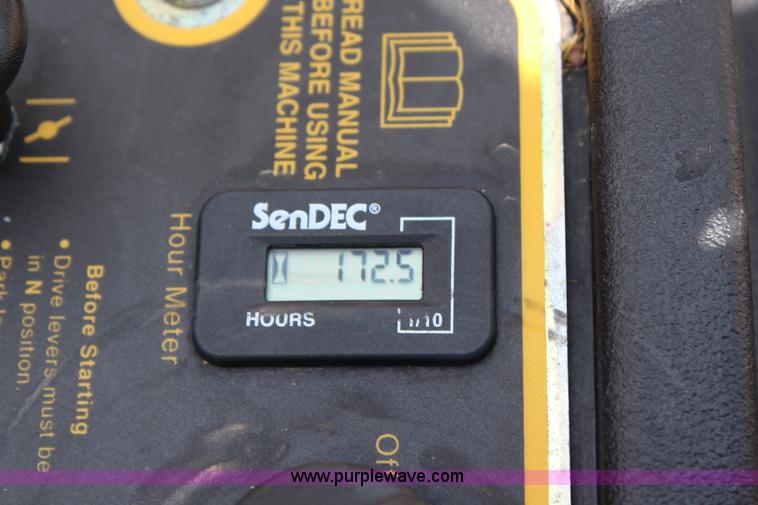 READ MANUAL
BEFORE USING
THIS MACHINE
SenDEC®
172.5
HOURS
1/10
Hour Meter
Before Starting
• Drive levers must be
in N position.
www.purplewave.com